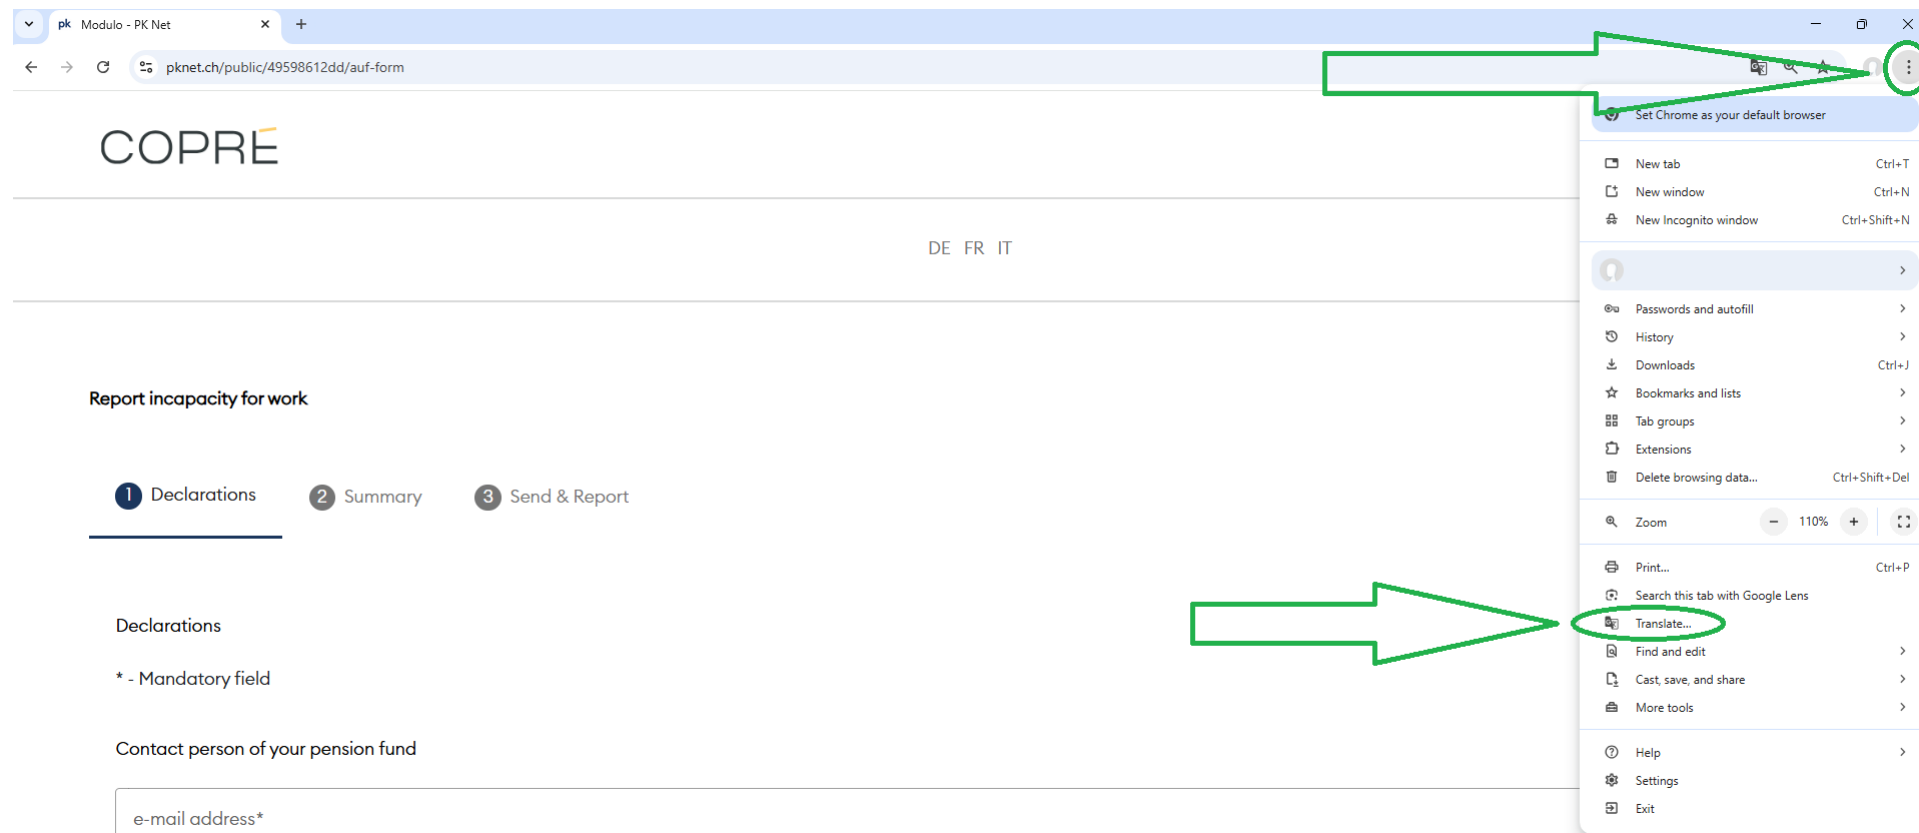 pk Modulo - PK Net
pknet.ch/public/49598612dd/auf-form
COPRÉ
DE FR IT
Report incapacity for work
1 Declarations 2 Summary 3 Send & Report
Declarations
* - Mandatory field
Contact person of your pension fund
e-mail address*
Set Chrome as your default browser
New tab Ctrl+T
New window Ctrl+N
New Incognito window Ctrl+Shift+N
Passwords and autofill
History
Downloads Ctrl+J
Bookmarks and lists
Tab groups
Extensions
Delete browsing data... Ctrl+Shift+Del
Zoom - 110% +
Print... Ctrl+P
Search this tab with Google Lens
Translate...
Find and edit
Cast, save, and share
More tools
Help
Settings
Exit